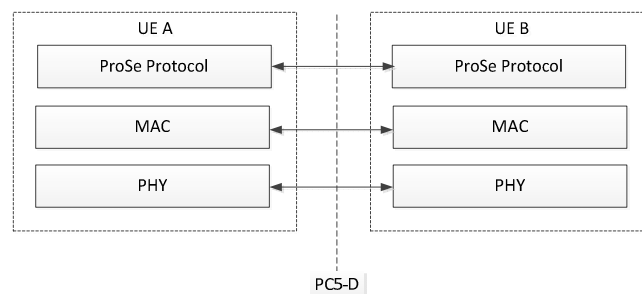 UE A
UE B
ProSe Protocol
ProSe Protocol
MAC
MAC
PHY
PHY
PC5-D